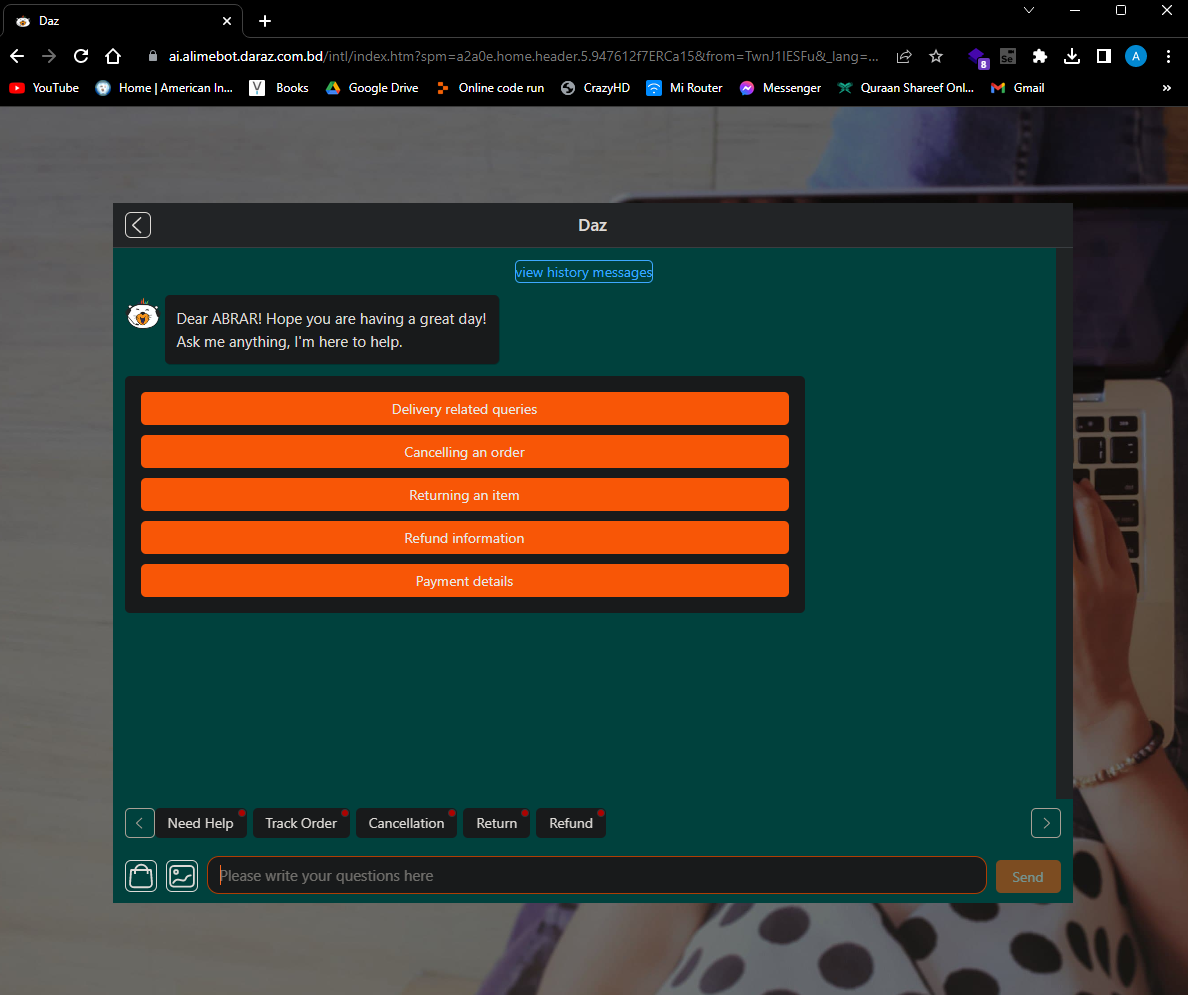 Daz
ai.alimebot.daraz.com.bd/intl/index.htm?spm=a2a0e.home.header.5.947612f7ERCa15&from=TwnJ1IESFu&_lang=...
8
Se
A
YouTube
Home | American In...
Books
Google Drive
Online code run
CrazyHD
Mi Router
Messenger
Quraan Shareef Onl...
Gmail
»
Daz
view history messages
Dear ABRAR! Hope you are having a great day!
Ask me anything, I'm here to help.
Delivery related queries
Cancelling an order
Returning an item
Refund information
Payment details
Need Help
Track Order
Cancellation
Return
Refund
Please write your questions here
Send